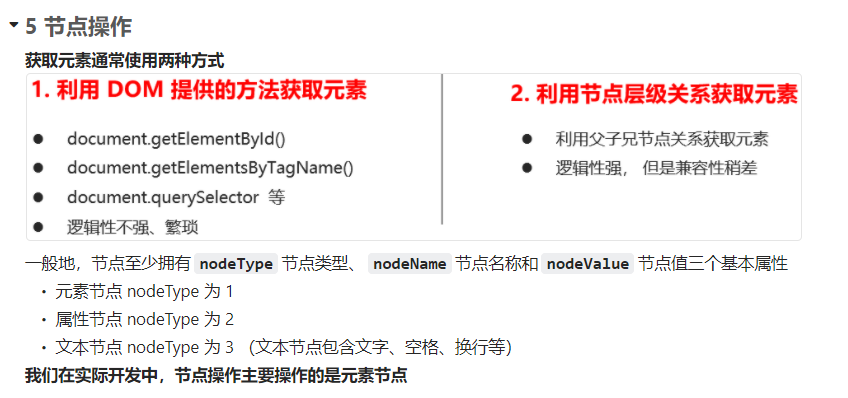 5 节点操作
获取元素通常使用两种方式
1. 利用 DOM 提供的方法获取元素
● document.getElementById()
● document.getElementsByTagName()
● document.querySelector 等
● 逻辑性不强、繁琐
2. 利用节点层级关系获取元素
● 利用父子兄节点关系获取元素
● 逻辑性强， 但是兼容性稍差
一般地，节点至少拥有 nodeType 节点类型、 nodeName 节点名称和 nodeValue 节点值三个基本属性
• 元素节点 nodeType 为 1
• 属性节点 nodeType 为 2
• 文本节点 nodeType 为 3 （文本节点包含文字、空格、换行等）
我们在实际开发中，节点操作主要操作的是元素节点